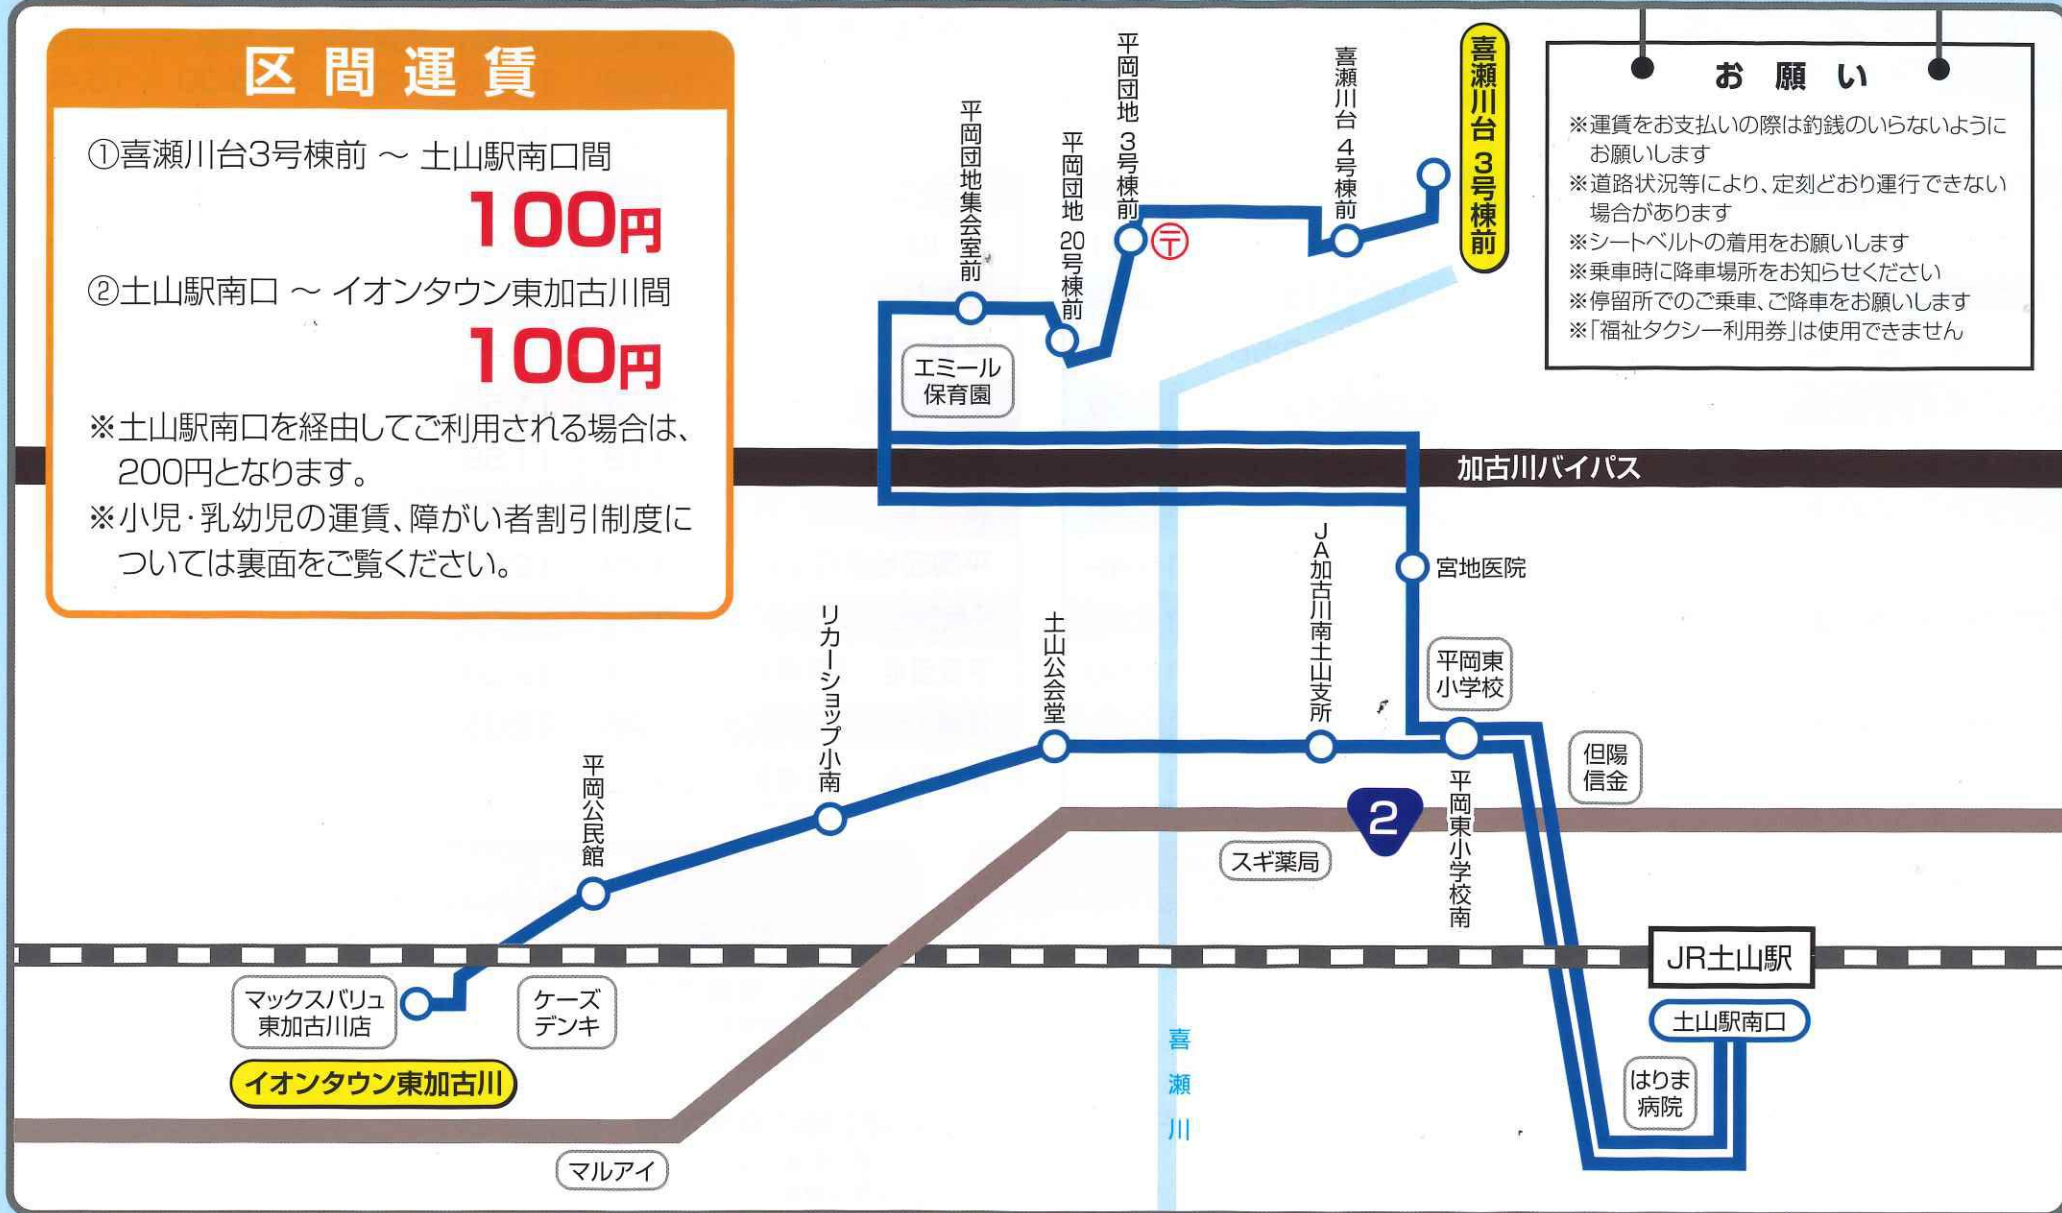 区間運賃
①喜瀬川台3号棟前 ～ 土山駅南口間
100円
②土山駅南口 ～ イオンタウン東加古川間
100円
※土山駅南口を経由してご利用される場合は、
200円となります。
※小児・乳幼児の運賃、障がい者割引制度に
ついては裏面をご覧ください。
平岡団地集会室前
平岡団地 20号棟前
平岡団地 3号棟前
〒
喜瀬川台 4号棟前
喜瀬川台 3号棟前
お願い
※運賃をお支払いの際は釣銭のいらないように
お願いします
※道路状況等により、定刻どおり運行できない
場合があります
※シートベルトの着用をお願いします
※乗車時に降車場所をお知らせください
※停留所でのご乗車、ご降車をお願いします
※「福祉タクシー利用券」は使用できません
エミール
保育園
加古川バイパス
宮地医院
平岡東
小学校
JA加古川南土山支所
土山公会堂
リカーショップ小南
平岡公民館
但陽
信金
2
平岡東小学校南
スギ薬局
JR土山駅
土山駅南口
はりま
病院
マックスバリュ
東加古川店
ケーズ
デンキ
イオンタウン東加古川
喜瀬川
マルアイ